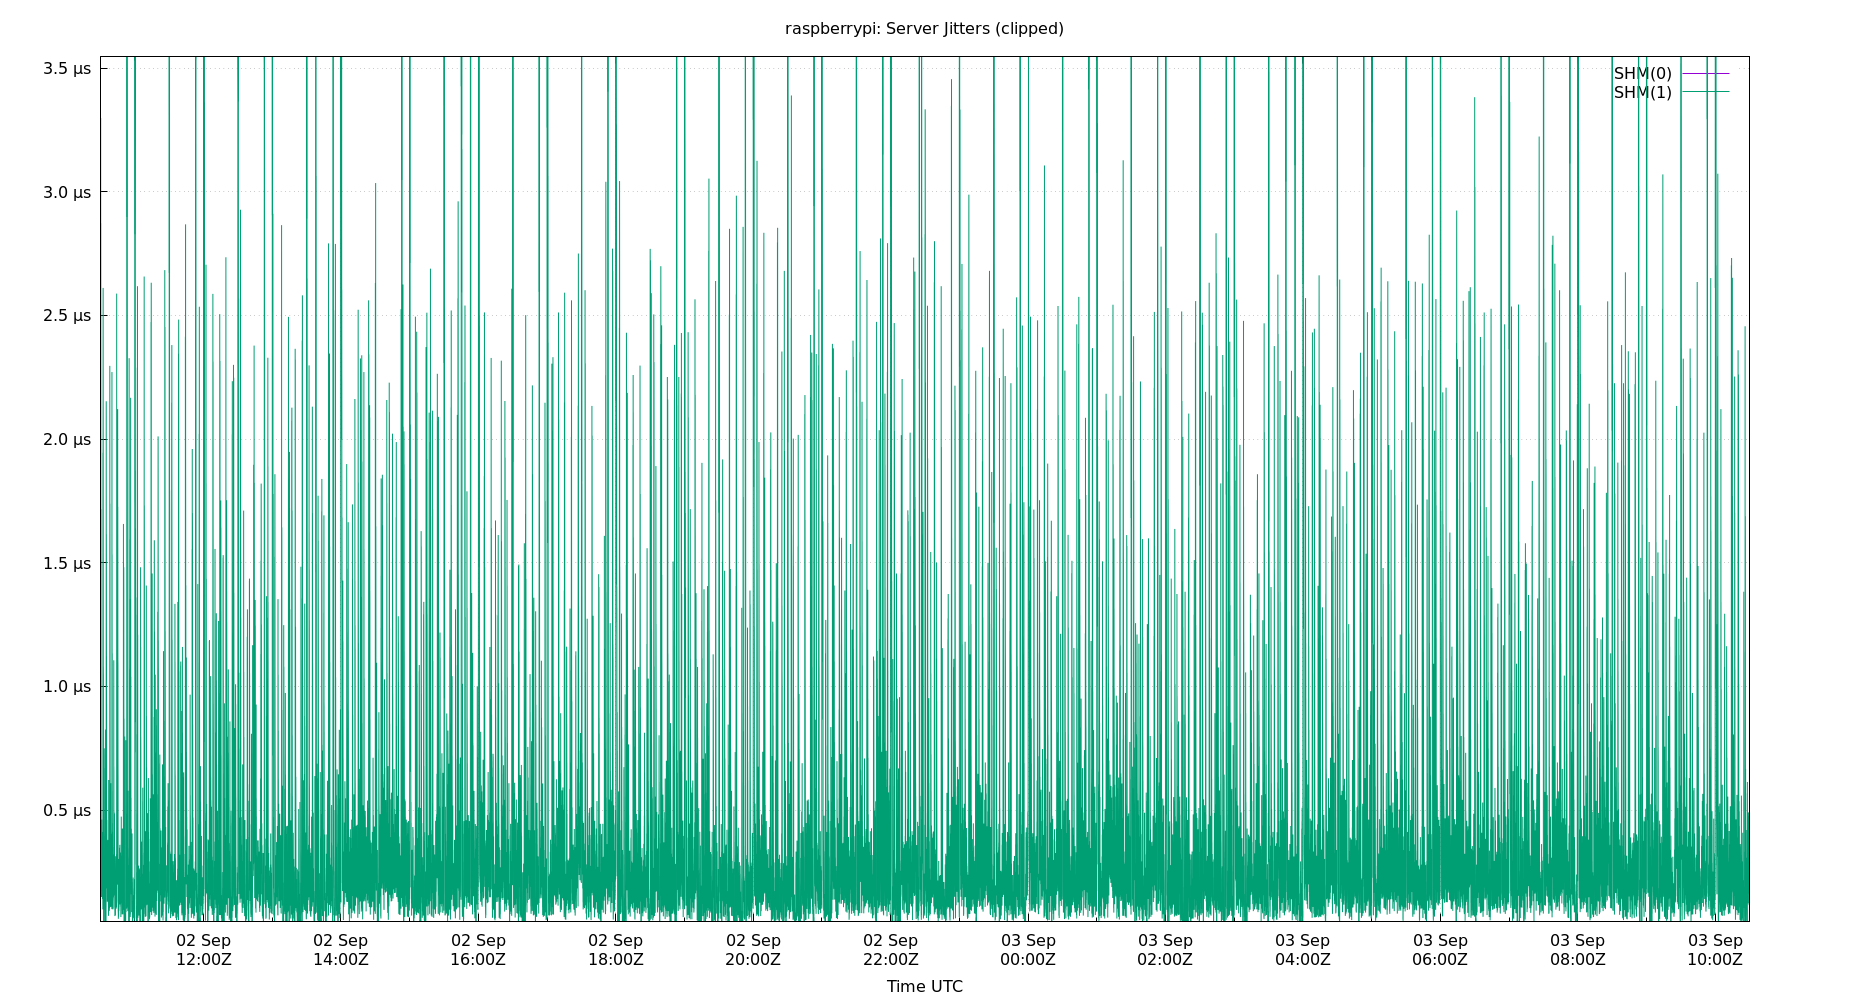 raspberrypi: Server Jitters (clipped)
3.5 µs
3.0 µs
2.5 µs
2.0 µs
1.5 µs
1.0 µs
0.5 µs
SHM(0)
SHM(1)
02 Sep 02 Sep 02 Sep 02 Sep 02 Sep 02 Sep 03 Sep 03 Sep 03 Sep 03 Sep 03 Sep 03 Sep
12:00Z 14:00Z 16:00Z 18:00Z 20:00Z 22:00Z 00:00Z 02:00Z 04:00Z 06:00Z 08:00Z 10:00Z
Time UTC